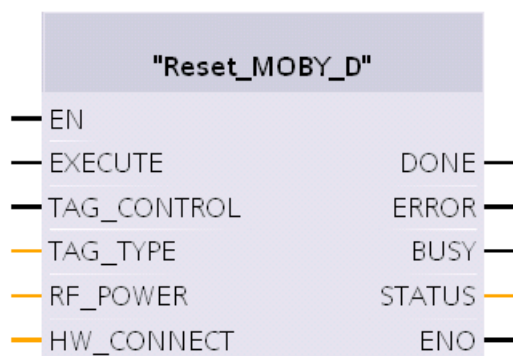 "Reset_MOBY_D"
EN
EXECUTE DONE
TAG_CONTROL ERROR
TAG_TYPE BUSY
RF_POWER STATUS
HW_CONNECT ENO